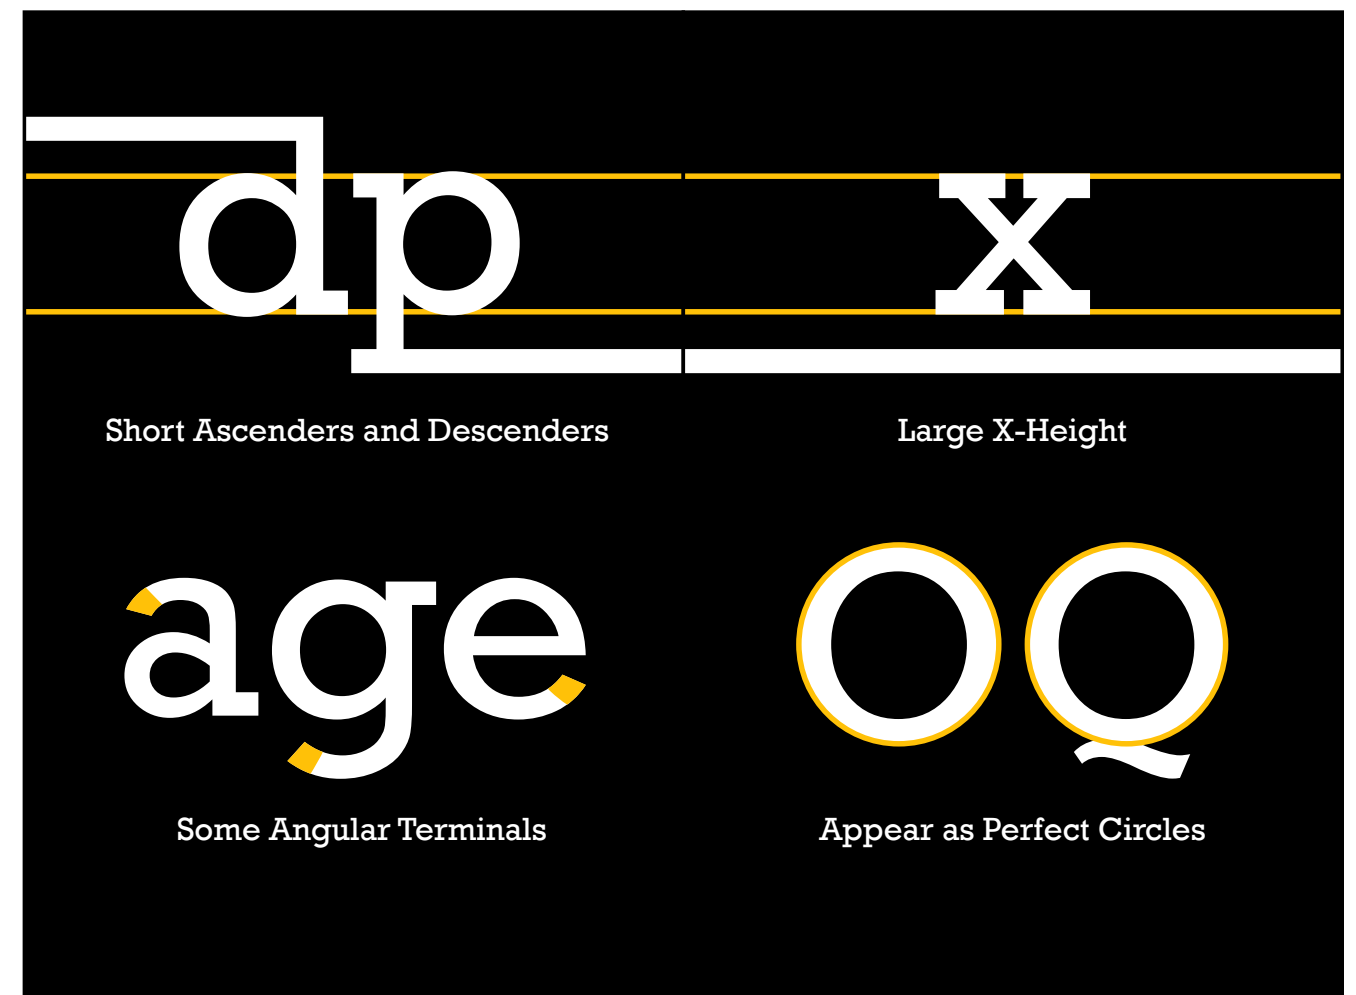 dp
x
Short Ascenders and Descenders
Large X-Height
age
OQ
Some Angular Terminals
Appear as Perfect Circles